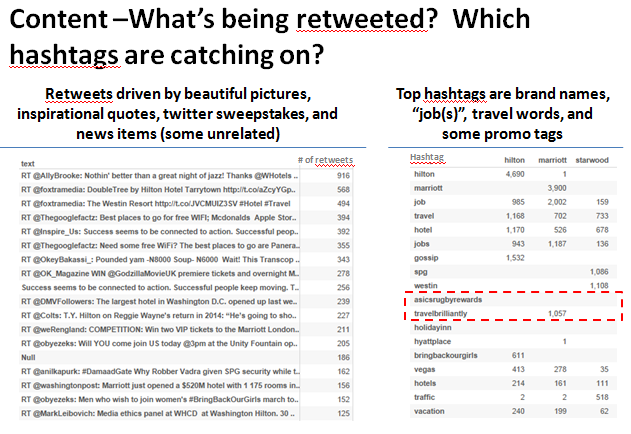 Content –What's being retweeted?  Which
hashtags are catching on?
Retweets driven by beautiful pictures,
inspirational quotes, twitter sweepstakes, and
news items (some unrelated)
text # of retweets
RT @AllyBrooke: Nothin' better than a great night of jazz! Thanks @WHotels .. 916
RT @foxtramedia: DoubleTree by Hilton Hotel Tarrytown http://t.co/aZcyYGp.. 568
RT @foxtramedia: The Westin Resort http://t.co/JVCMUIZ3SV #Hotel #Travel 494
RT @Thegooglefactz: Best places to go for free WIFI; Mcdonalds  Apple Stor.. 394
RT @Inspire_Us: Success seems to be connected to action. Successful peop.. 392
RT @Thegooglefactz: Need some free WiFi? The best places to go are Panera.. 355
RT @OkeyBakassi_: Pounded yam -N8000 Soup- N6000  Wait! This Transcop .. 343
RT @OK_Magazine WIN @GodzillaMovieUK premiere tickets and overnight M.. 278
Success seems to be connected to action. Successful people keep moving. T.. 256
RT @DMVFollowers: The largest hotel in Washington D.C. opened up last we.. 239
RT @Colts: T.Y. Hilton on Reggie Wayne's return in 2014: “He's going to sho.. 227
RT @weRengland: COMPETITION: Win two VIP tickets to the Marriott London.. 211
RT @obyezeks: Will YOU come join US today @3pm at the Unity Fountain op.. 205
Null 186
RT @anilkapurk: #DamaadGate Why Robber Vadra given SPG security while t.. 162
RT @washingtonpost: Marriott just opened a $520M hotel with 1 175 rooms in.. 156
RT @obyezeks: Men who wish to join women's #BringBackOurGirls march to.. 152
RT @MarkLeibovich: Media ethics panel at WHCD  at Washington Hilton. 30 .. 125
Top hashtags are brand names,
“job(s)”, travel words, and
some promo tags
Hashtag hilton marriott starwood
hilton 4,690 1
marriott 3,900
job 985 2,002 159
travel 1,168 702 733
hotel 1,170 526 678
jobs 943 1,187 136
gossip 1,532
spg 1,086
westin 1,108
asicsrugbyrewards
travelbrilliantly 1,057
holidayinn
hyattplace 1
bringbackourgirls 611
vegas 413 278 35
hotels 214 161 111
traffic 2 2 518
vacation 240 199 62